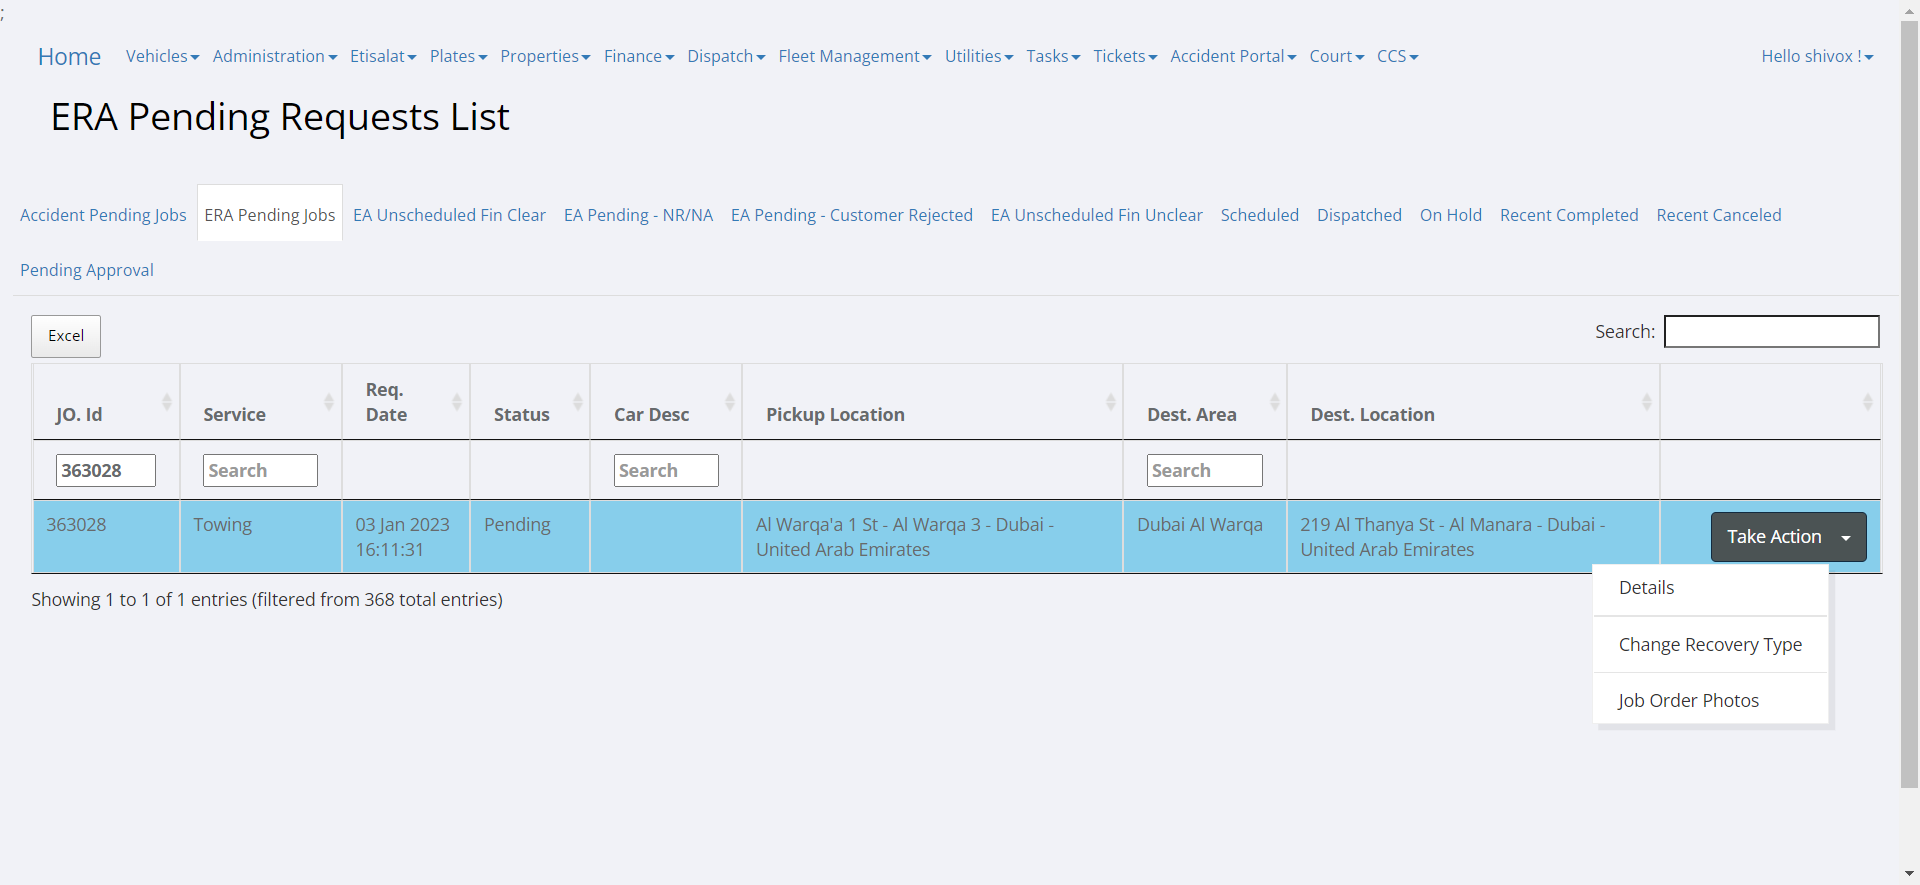 ;
Home Vehicles Administration Etisalat Plates Properties Finance Dispatch Fleet Management Utilities Tasks Tickets Accident Portal Court CCS Hello shivox !
ERA Pending Requests List
Accident Pending Jobs ERA Pending Jobs EA Unscheduled Fin Clear EA Pending - NR/NA EA Pending - Customer Rejected EA Unscheduled Fin Unclear Scheduled Dispatched On Hold Recent Completed Recent Canceled
Pending Approval
Excel Search:
JO. Id Service Req. Date Status Car Desc Pickup Location Dest. Area Dest. Location
363028 Search Search Search
363028 Towing 03 Jan 2023 Pending Al Warqa'a 1 St - Al Warqa 3 - Dubai - Dubai Al Warqa 219 Al Thanya St - Al Manara - Dubai - Take Action
16:11:31 United Arab Emirates United Arab Emirates
Showing 1 to 1 of 1 entries (filtered from 368 total entries)
Details
Change Recovery Type
Job Order Photos